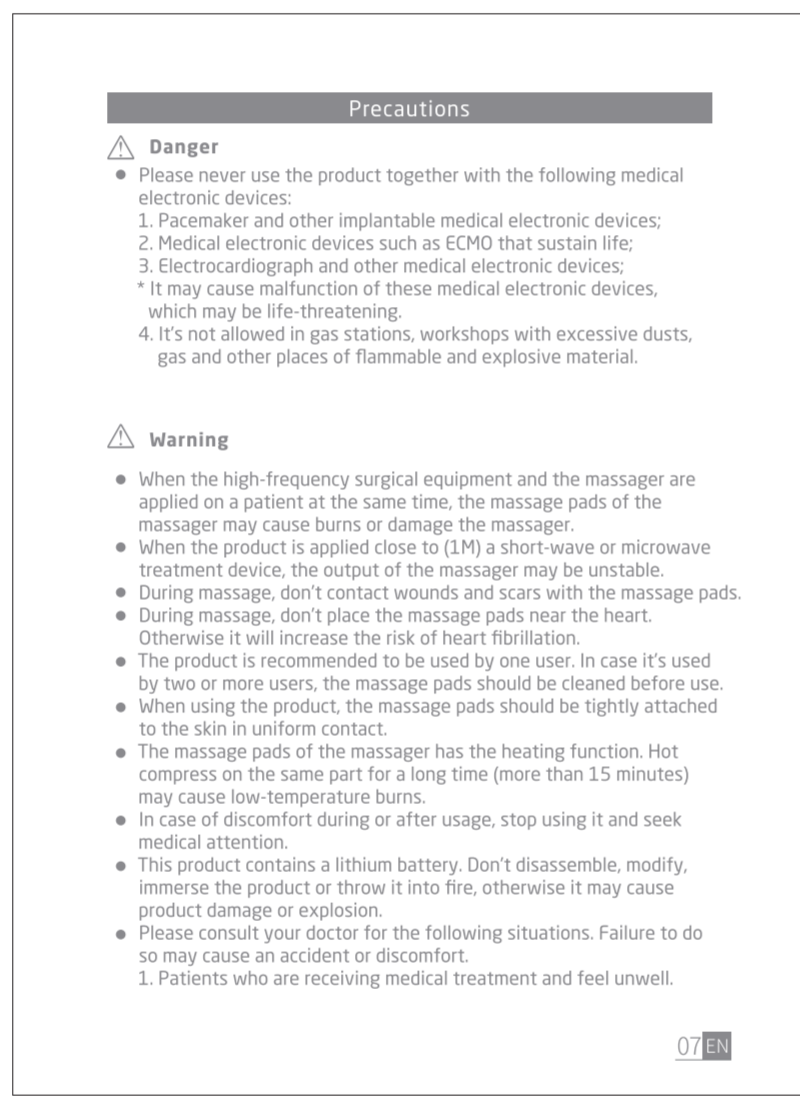 Precautions
Danger
● Please never use the product together with the following medical
electronic devices:
1. Pacemaker and other implantable medical electronic devices;
2. Medical electronic devices such as ECMO that sustain life;
3. Electrocardiograph and other medical electronic devices;
* It may cause malfunction of these medical electronic devices,
which may be life-threatening.
4. It's not allowed in gas stations, workshops with excessive dusts,
gas and other places of flammable and explosive material.
Warning
● When the high-frequency surgical equipment and the massager are
applied on a patient at the same time, the massage pads of the
massager may cause burns or damage the massager.
● When the product is applied close to (1M) a short-wave or microwave
treatment device, the output of the massager may be unstable.
● During massage, don't contact wounds and scars with the massage pads.
● During massage, don't place the massage pads near the heart.
Otherwise it will increase the risk of heart fibrillation.
● The product is recommended to be used by one user. In case it's used
by two or more users, the massage pads should be cleaned before use.
● When using the product, the massage pads should be tightly attached
to the skin in uniform contact.
● The massage pads of the massager has the heating function. Hot
compress on the same part for a long time (more than 15 minutes)
may cause low-temperature burns.
● In case of discomfort during or after usage, stop using it and seek
medical attention.
● This product contains a lithium battery. Don't disassemble, modify,
immerse the product or throw it into fire, otherwise it may cause
product damage or explosion.
● Please consult your doctor for the following situations. Failure to do
so may cause an accident or discomfort.
1. Patients who are receiving medical treatment and feel unwell.
07 EN